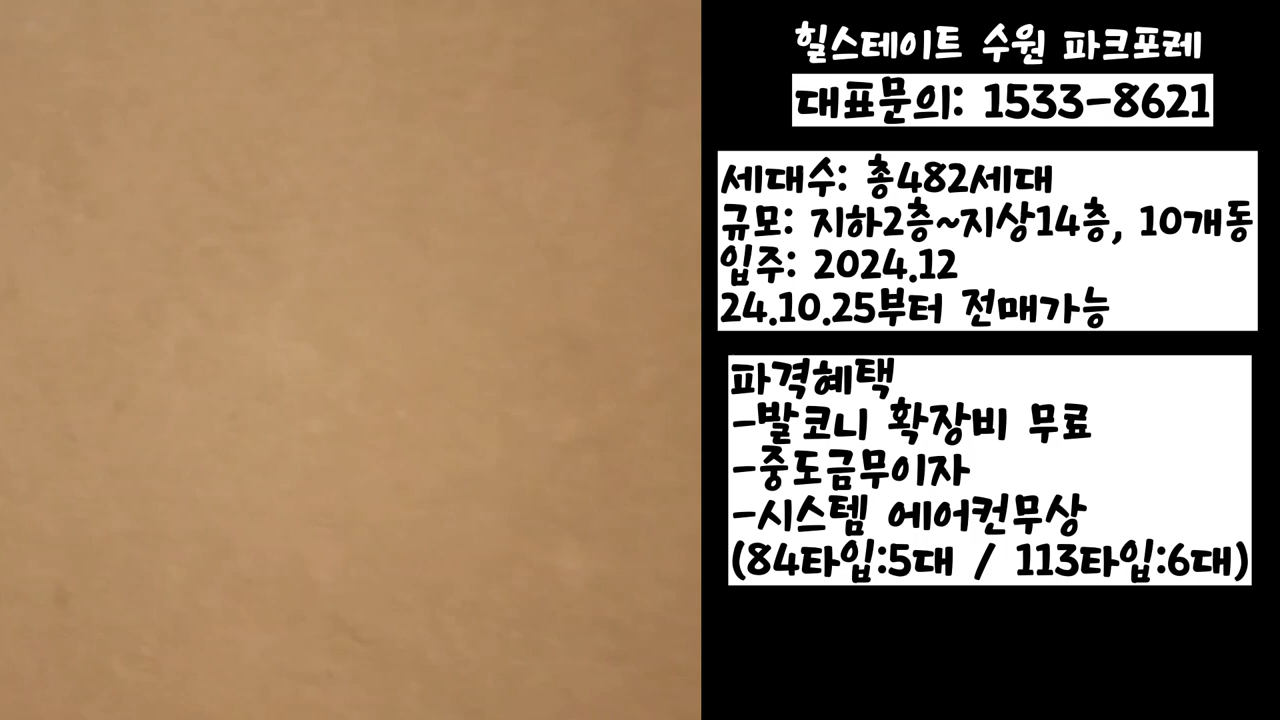 힐스테이트 수원 파크포레
대표문의: 1533-8621
세대수: 총482세대
규모: 지하2층~지상14층, 10개동
입주: 2024.12
24.10.25부터 전매가능
파격혜택
-발코니 확장비 무료
-중도금무이자
-시스템 에어컨무상
(84타입:5대 / 113타입:6대)